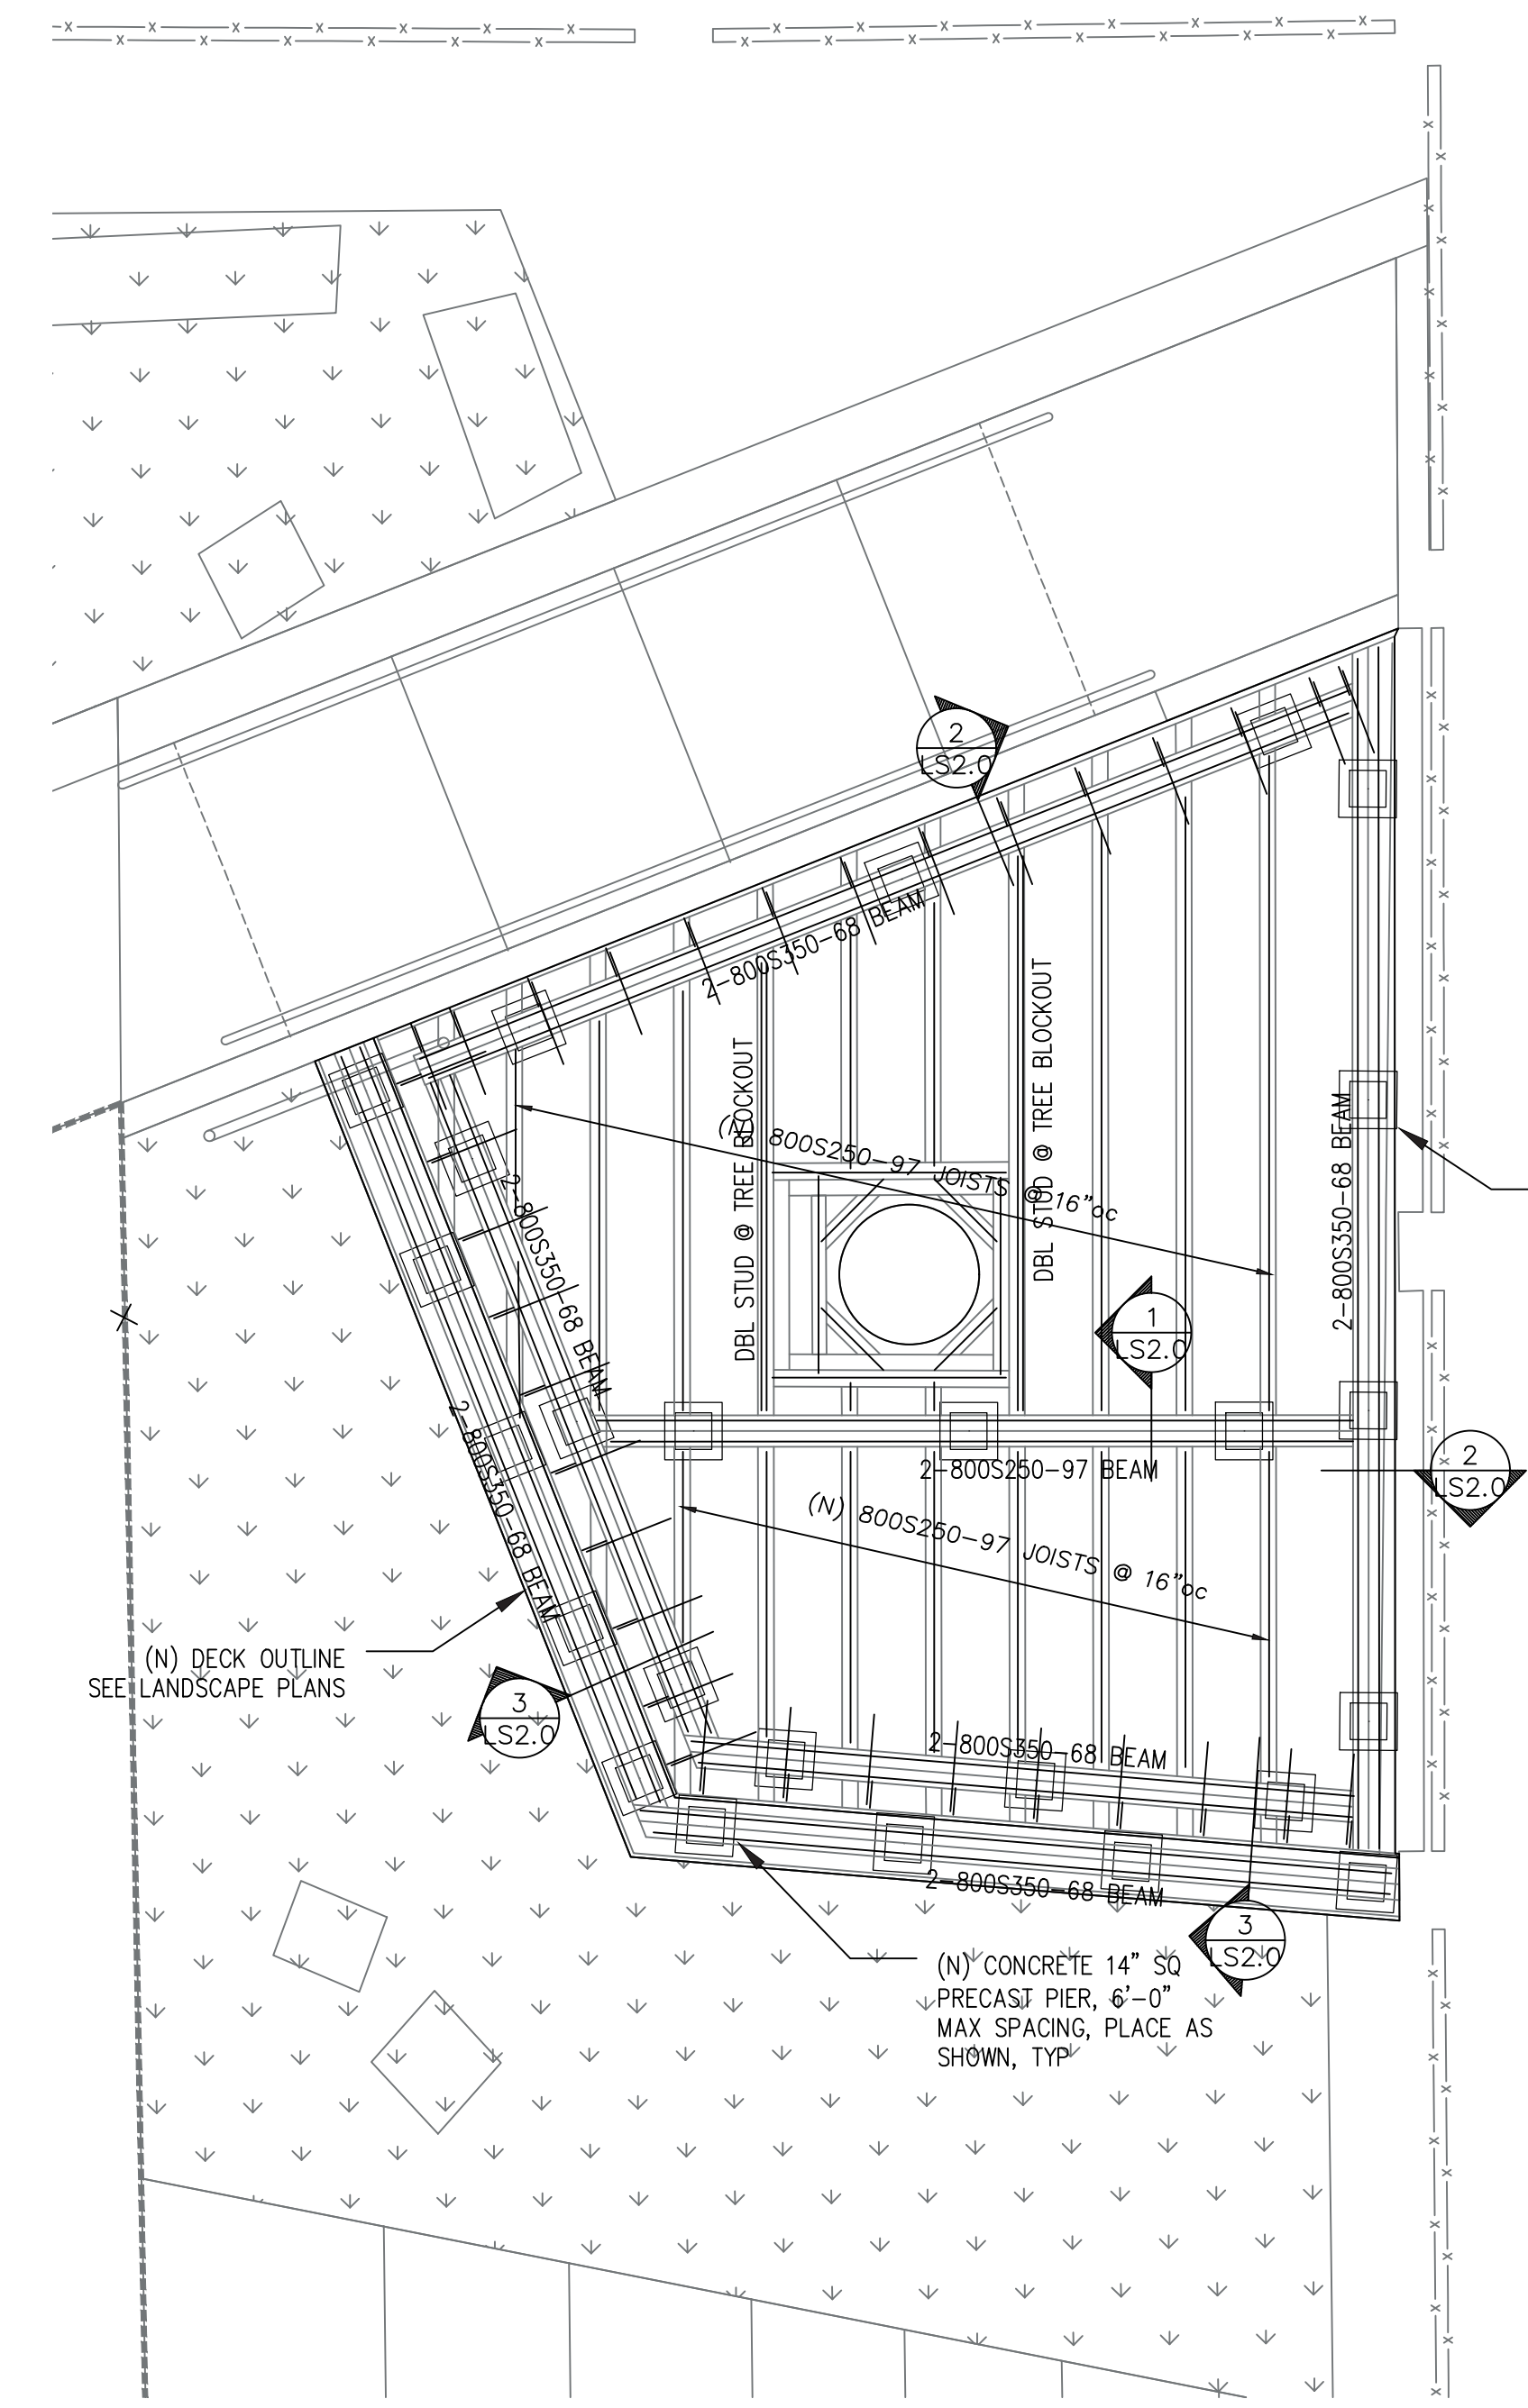 2
LS2.0
2-800S350-68 BEAM
DBL STUD @ TREE BLOCKOUT
DBL STUD @ TREE BLOCKOUT
(N) 800S250-97 JOISTS @ 16"oc
2-800S350-68 BEAM
2-800S350-68 BEAM
1
LS2.0
2-800S350-68 BEAM
2-800S250-97 BEAM
2
LS2.0
(N) 800S250-97 JOISTS @ 16"oc
(N) DECK OUTLINE
SEE LANDSCAPE PLANS
3
LS2.0
2-800S350-68 BEAM
2-800S350-68 BEAM
3
LS2.0
(N) CONCRETE 14" SQ
PRECAST PIER, 6'-0"
MAX SPACING, PLACE AS
SHOWN, TYP